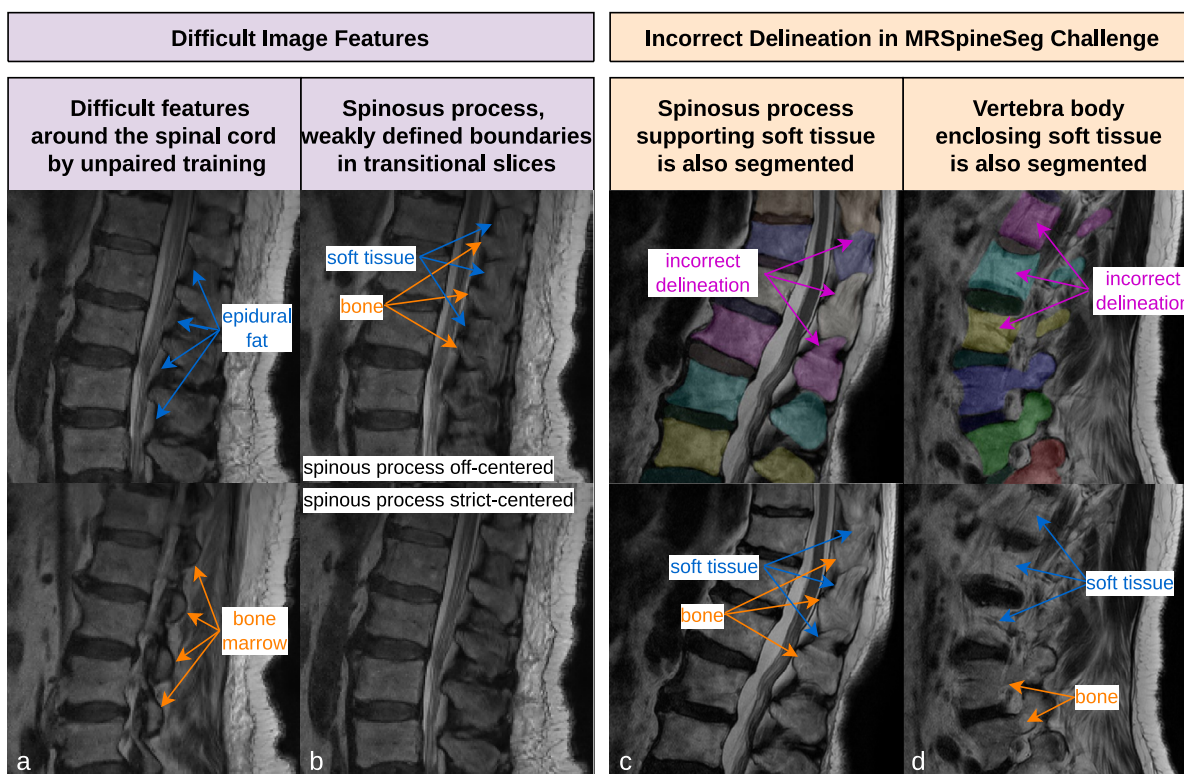 Difficult Image Features
Incorrect Delineation in MRSpineSeg Challenge
Difficult features
around the spinal cord
by unpaired training
Spinosus process,
weakly defined boundaries
in transitional slices
Spinosus process
supporting soft tissue
is also segmented
Vertebra body
enclosing soft tissue
is also segmented
epidural
fat
soft tissue
bone
spinous process off-centered
incorrect
delineation
incorrect
delineation
bone
marrow
a
spinous process strict-centered
b
soft tissue
bone
c
soft tissue
bone
d